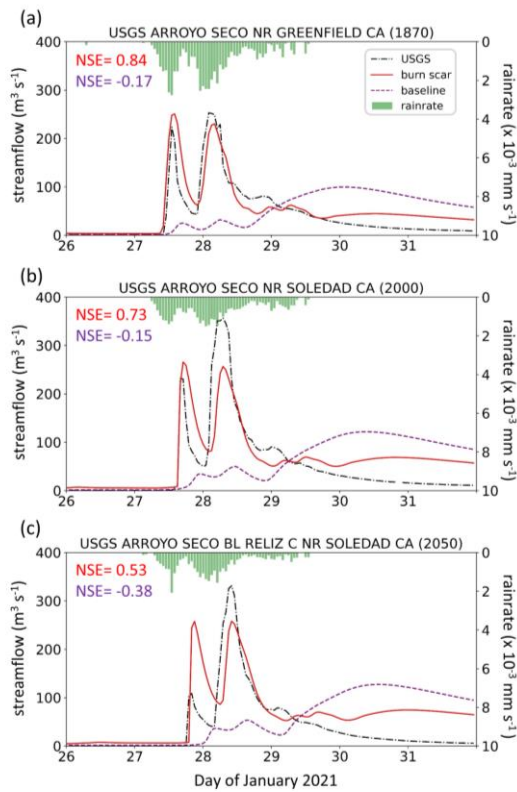 (a)
USGS ARROYO SECO NR GREENFIELD CA (1870)
400
300
200
100
0
streamflow (m³ s⁻¹)
NSE= 0.84
NSE= -0.17
USGS
burn scar
baseline
rainrate
0
2
4
6
8
10
rainrate (x 10⁻³ mm s⁻¹)
26 27 28 29 30 31
(b)
USGS ARROYO SECO NR SOLEDAD CA (2000)
400
300
200
100
0
streamflow (m³ s⁻¹)
NSE= 0.73
NSE= -0.15
0
2
4
6
8
10
rainrate (x 10⁻³ mm s⁻¹)
26 27 28 29 30 31
(c)
USGS ARROYO SECO BL RELIZ C NR SOLEDAD CA (2050)
400
300
200
100
0
streamflow (m³ s⁻¹)
NSE= 0.53
NSE= -0.38
0
2
4
6
8
10
rainrate (x 10⁻³ mm s⁻¹)
26 27 28 29 30 31
Day of January 2021